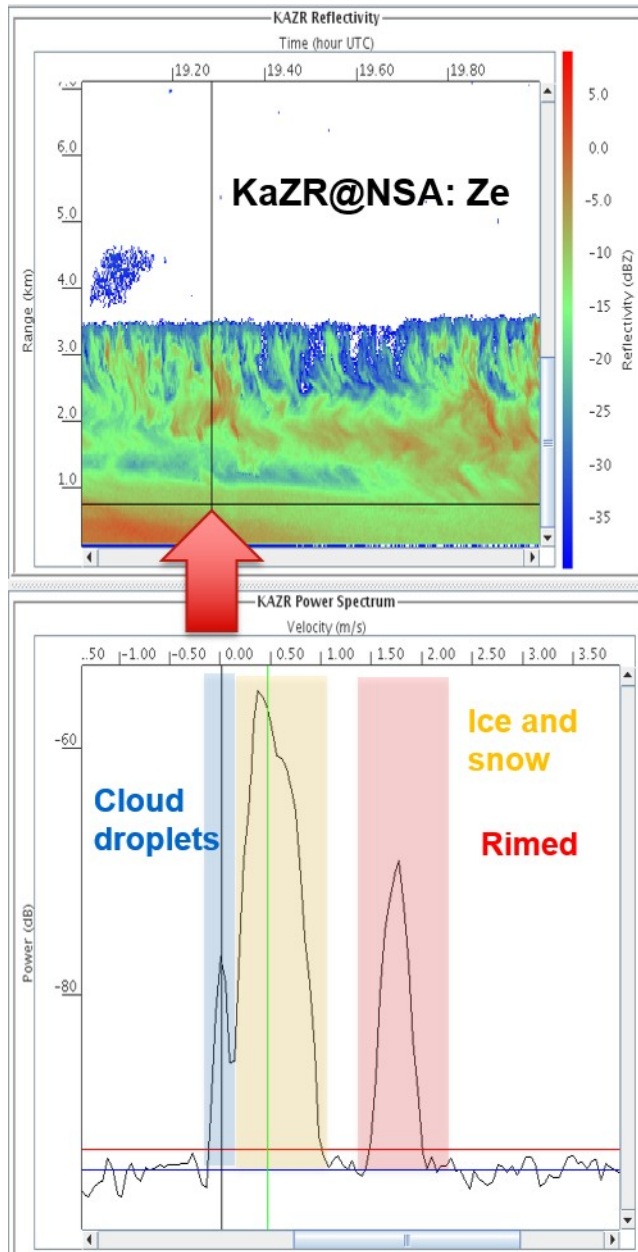 KAZR Reflectivity
Time (hour UTC)
19.20 19.40 19.60 19.80
KaZR@NSA: Ze
6.0
5.0
4.0
3.0
2.0
1.0
Range (km)
5.0
0.0
-5.0
-10
-15
-20
-25
-30
-35
Reflectivity (dBZ)
KAZR Power Spectrum
Velocity (m/s)
.50 -1.00 -0.50 0.00 0.50 1.00 1.50 2.00 2.50 3.00 3.50
-60
-80
Power (dB)
Cloud
droplets
Ice and
snow
Rimed